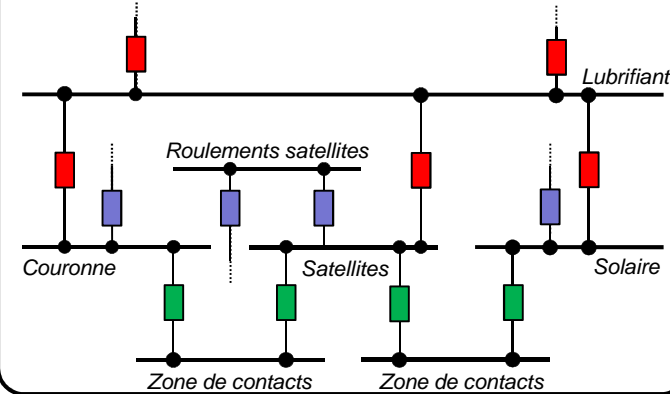 Lubrifiant
Roulements satellites
Couronne
Satellites
Solaire
Zone de contacts
Zone de contacts